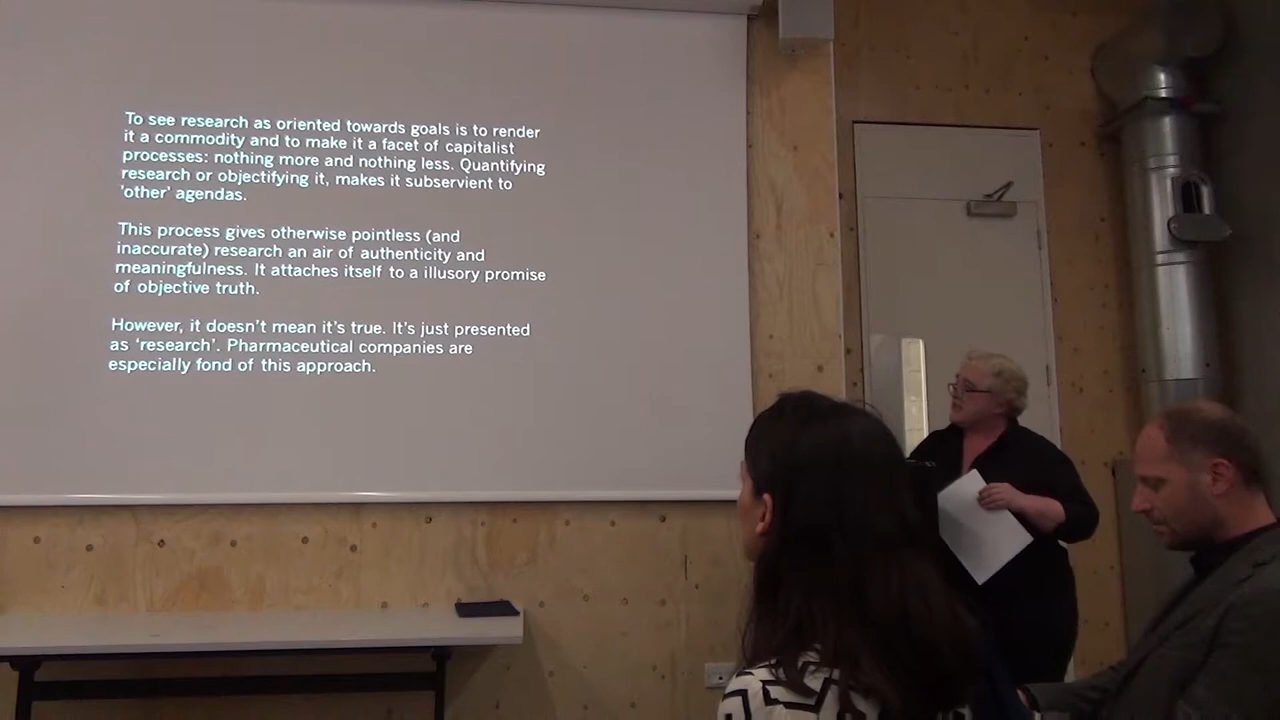 To see research as oriented towards goals is to render
it a commodity and to make it a facet of capitalist
processes: nothing more and nothing less. Quantifying
research or objectifying it, makes it subservient to
'other' agendas.
This process gives otherwise pointless (and
inaccurate) research an air of authenticity and
meaningfulness. It attaches itself to a illusory promise
of objective truth.
However, it doesn't mean it's true. It's just presented
as ‘research’. Pharmaceutical companies are
especially fond of this approach.